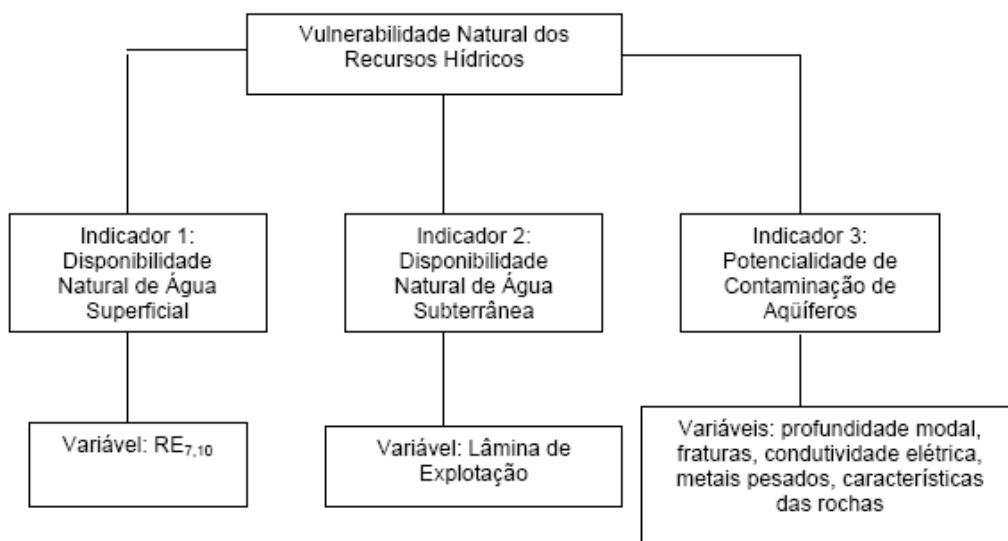 Vulnerabilidade Natural dos
Recursos Hídricos
Indicador 1:
Disponibilidade
Natural de Água
Superficial
Indicador 2:
Disponibilidade
Natural de Água
Subterrânea
Indicador 3:
Potencialidade de
Contaminação de
Aqüíferos
Variável: RE7,10
Variável: Lâmina de
Explotação
Variáveis: profundidade modal,
fraturas, condutividade elétrica,
metais pesados, características
das rochas